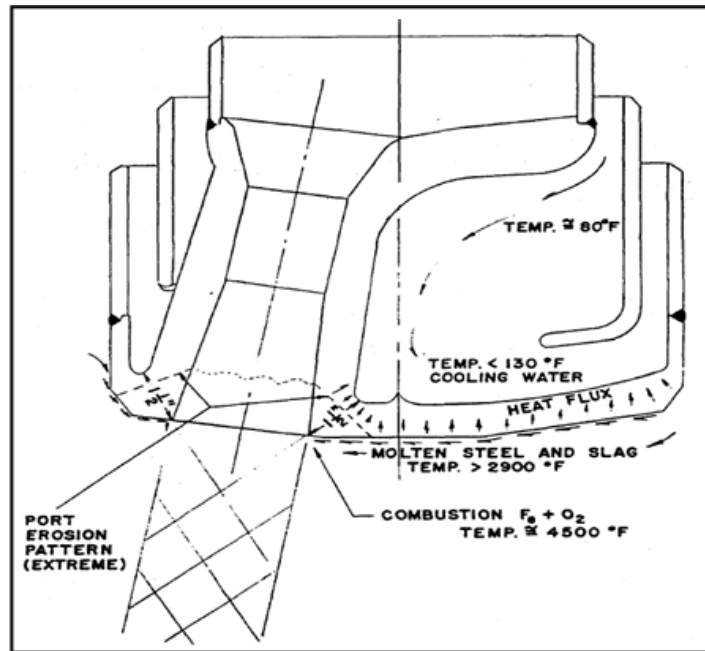 TEMP. ≅ 80°F
TEMP. < 130 °F
COOLING WATER
HEAT FLUX
MOLTEN STEEL AND SLAG
TEMP. > 2900 °F
COMBUSTION Fe + O2
TEMP. ≅ 4500 °F
PORT
EROSION
PATTERN
(EXTREME)